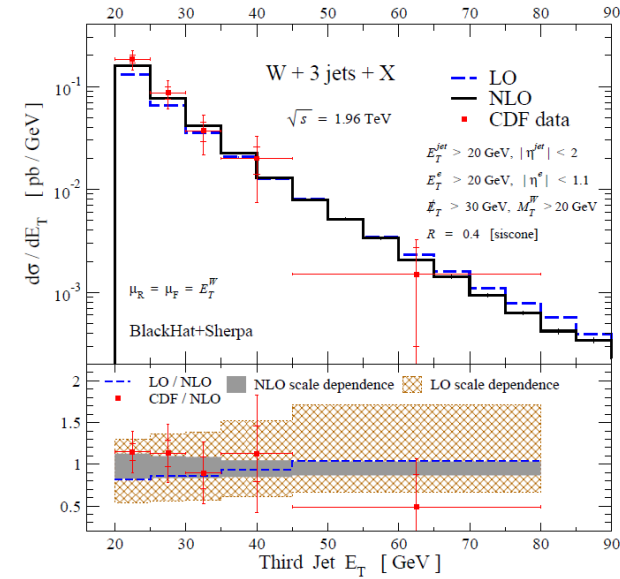 20 30 40 50 60 70 80 90
10^-1
10^-2
10^-3
dσ / dE_T [ pb / GeV ]
W + 3 jets + X
√s = 1.96 TeV
LO
NLO
CDF data
E_T^jet > 20 GeV, | η^jet | < 2
E_T^e > 20 GeV, | η^e | < 1.1
E̸_T > 30 GeV, M_T^W > 20 GeV
R = 0.4 [siscone]
μ_R = μ_F = E_T^W
BlackHat+Sherpa
LO / NLO
CDF / NLO
NLO scale dependence
LO scale dependence
2
1.5
1
0.5
20 30 40 50 60 70 80 90
Third Jet E_T [ GeV ]